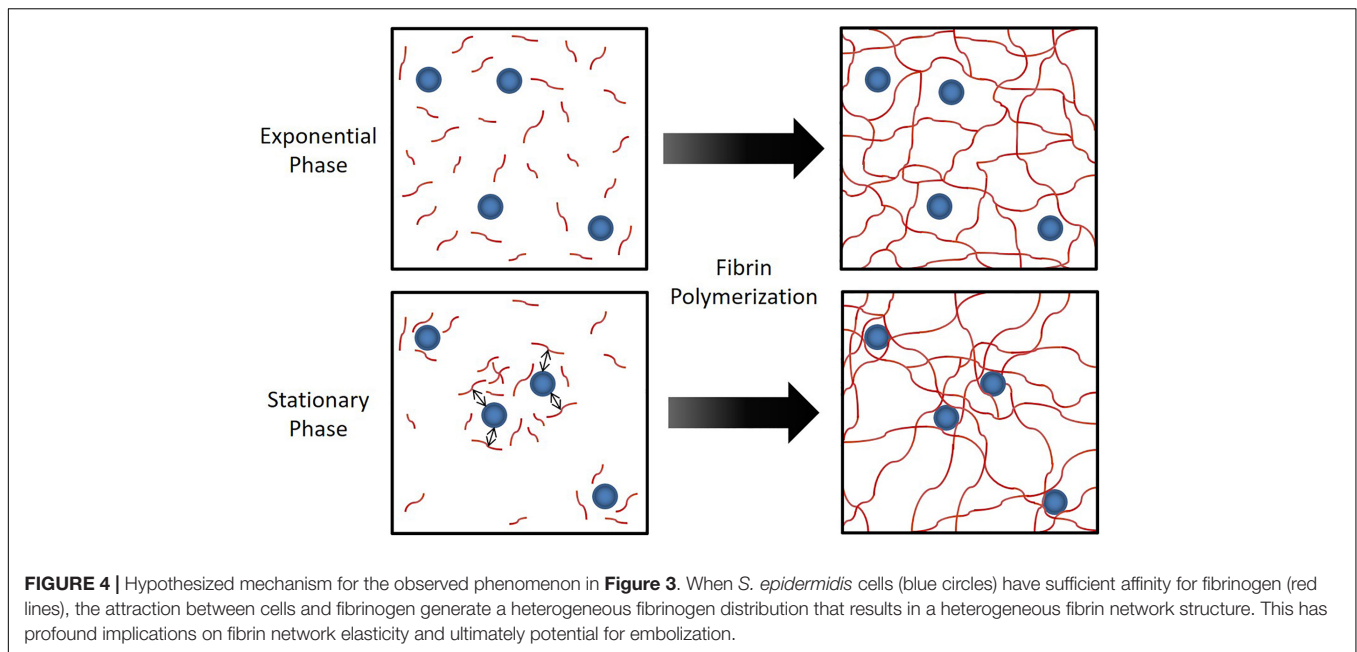 Exponential
Phase
Fibrin
Polymerization
Stationary
Phase
FIGURE 4 | Hypothesized mechanism for the observed phenomenon in Figure 3. When S. epidermidis cells (blue circles) have sufficient affinity for fibrinogen (red
lines), the attraction between cells and fibrinogen generate a heterogeneous fibrinogen distribution that results in a heterogeneous fibrin network structure. This has
profound implications on fibrin network elasticity and ultimately potential for embolization.